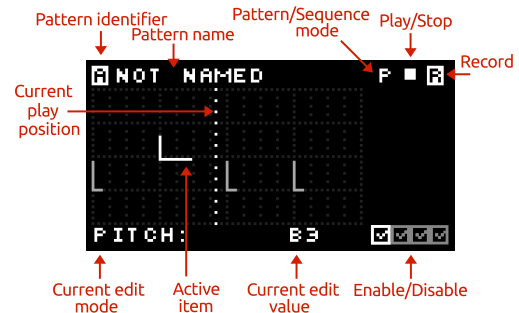 Pattern identifier
Pattern name
Pattern/Sequence
mode
Play/Stop
Record
A NOT NAMED P R
Current
play
position
PITCH: B3
Current edit
mode
Active
item
Current edit
value
Enable/Disable